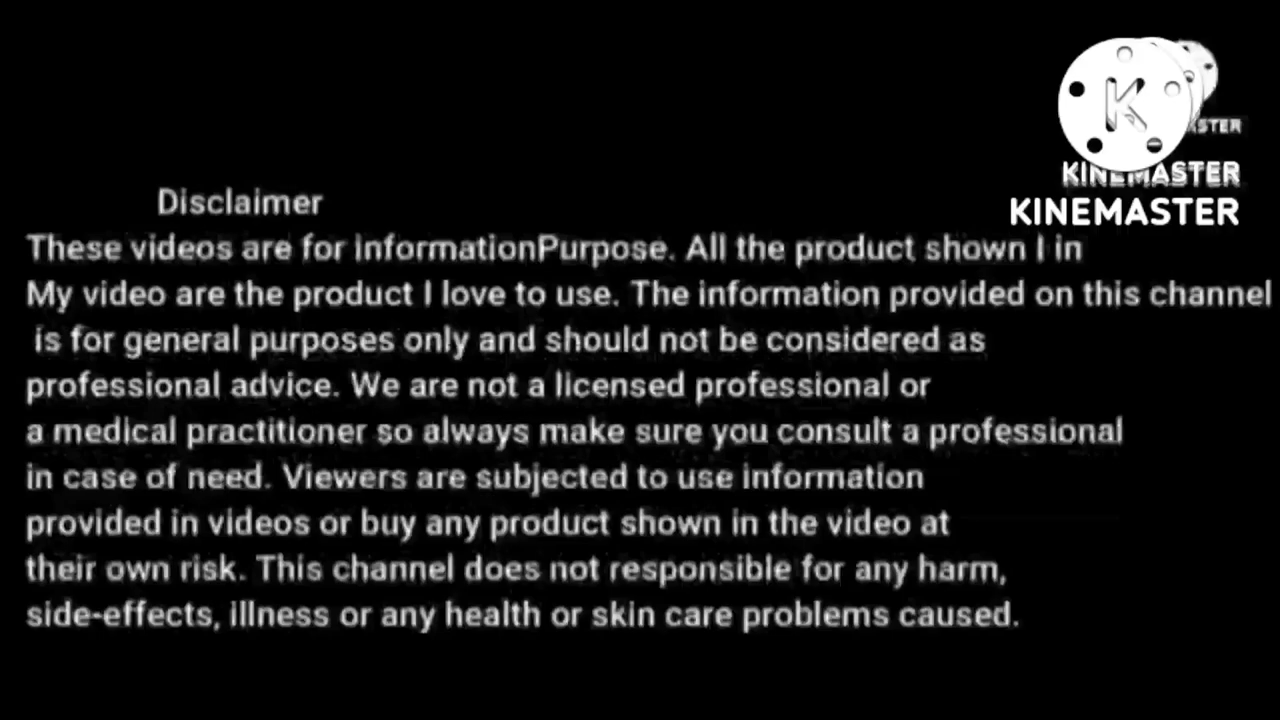 K
STER
KINEMASTER
KINEMASTER
Disclaimer
These videos are for informationPurpose. All the product shown I in
My video are the product I love to use. The information provided on this channel
is for general purposes only and should not be considered as
professional advice. We are not a licensed professional or
a medical practitioner so always make sure you consult a professional
in case of need. Viewers are subjected to use information
provided in videos or buy any product shown in the video at
their own risk. This channel does not responsible for any harm,
side-effects, illness or any health or skin care problems caused.